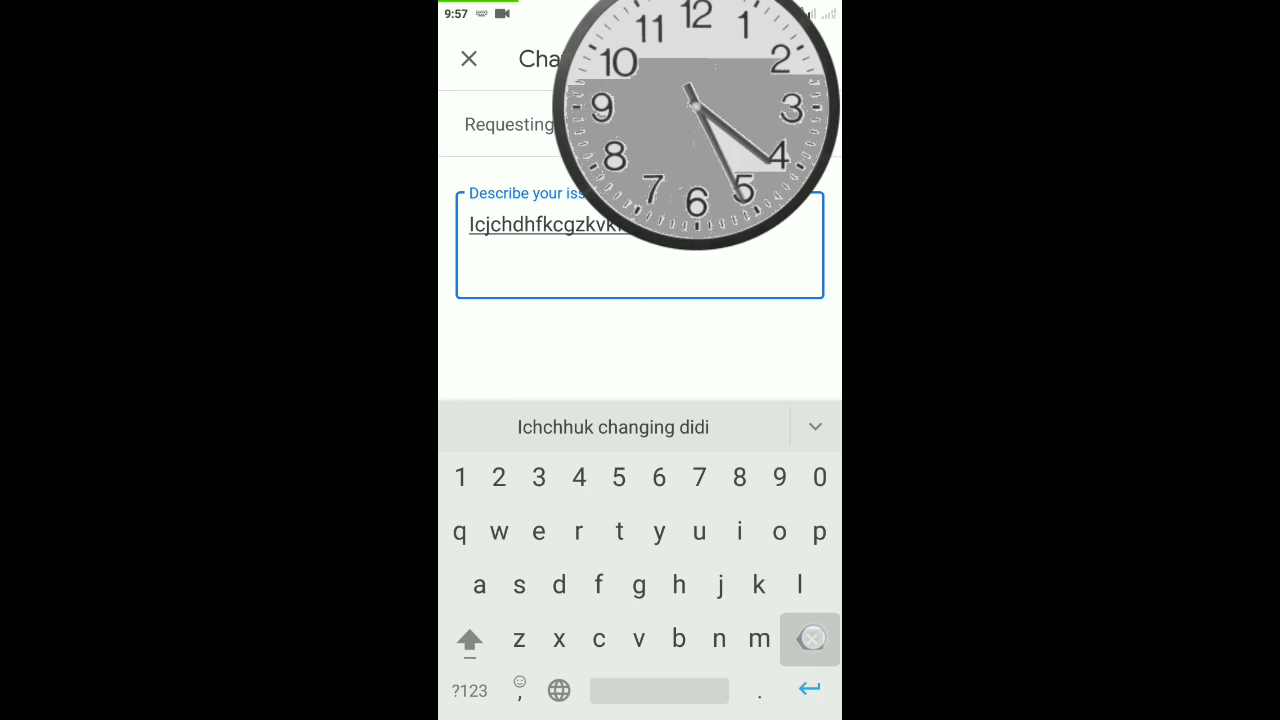 9:57
Cha
Requesting
Describe your iss
Icjchdhfkcgzkvk
12
11
1
10
2
9
3
8
4
7
5
6
Ichchhuk changing didi
1 2 3 4 5 6 7 8 9 0
q w e r t y u i o p
a s d f g h j k l
z x c v b n m
?123 , .